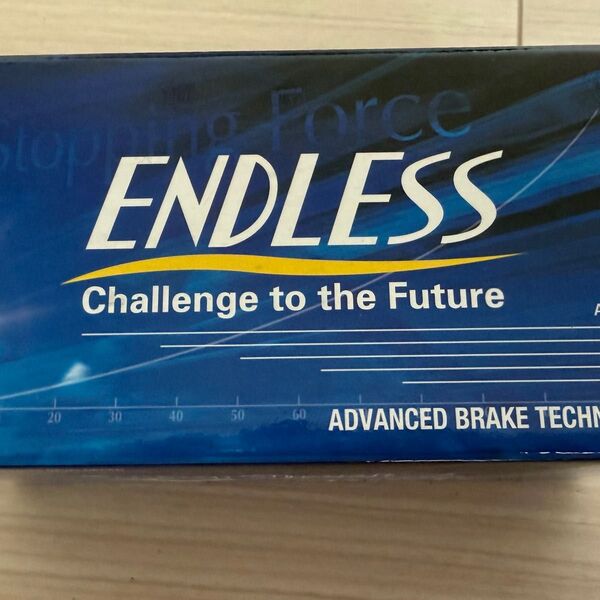 Stopping Force
ENDLESS
Challenge to the Future
A
20 30 40 50 60
ADVANCED BRAKE TECHN